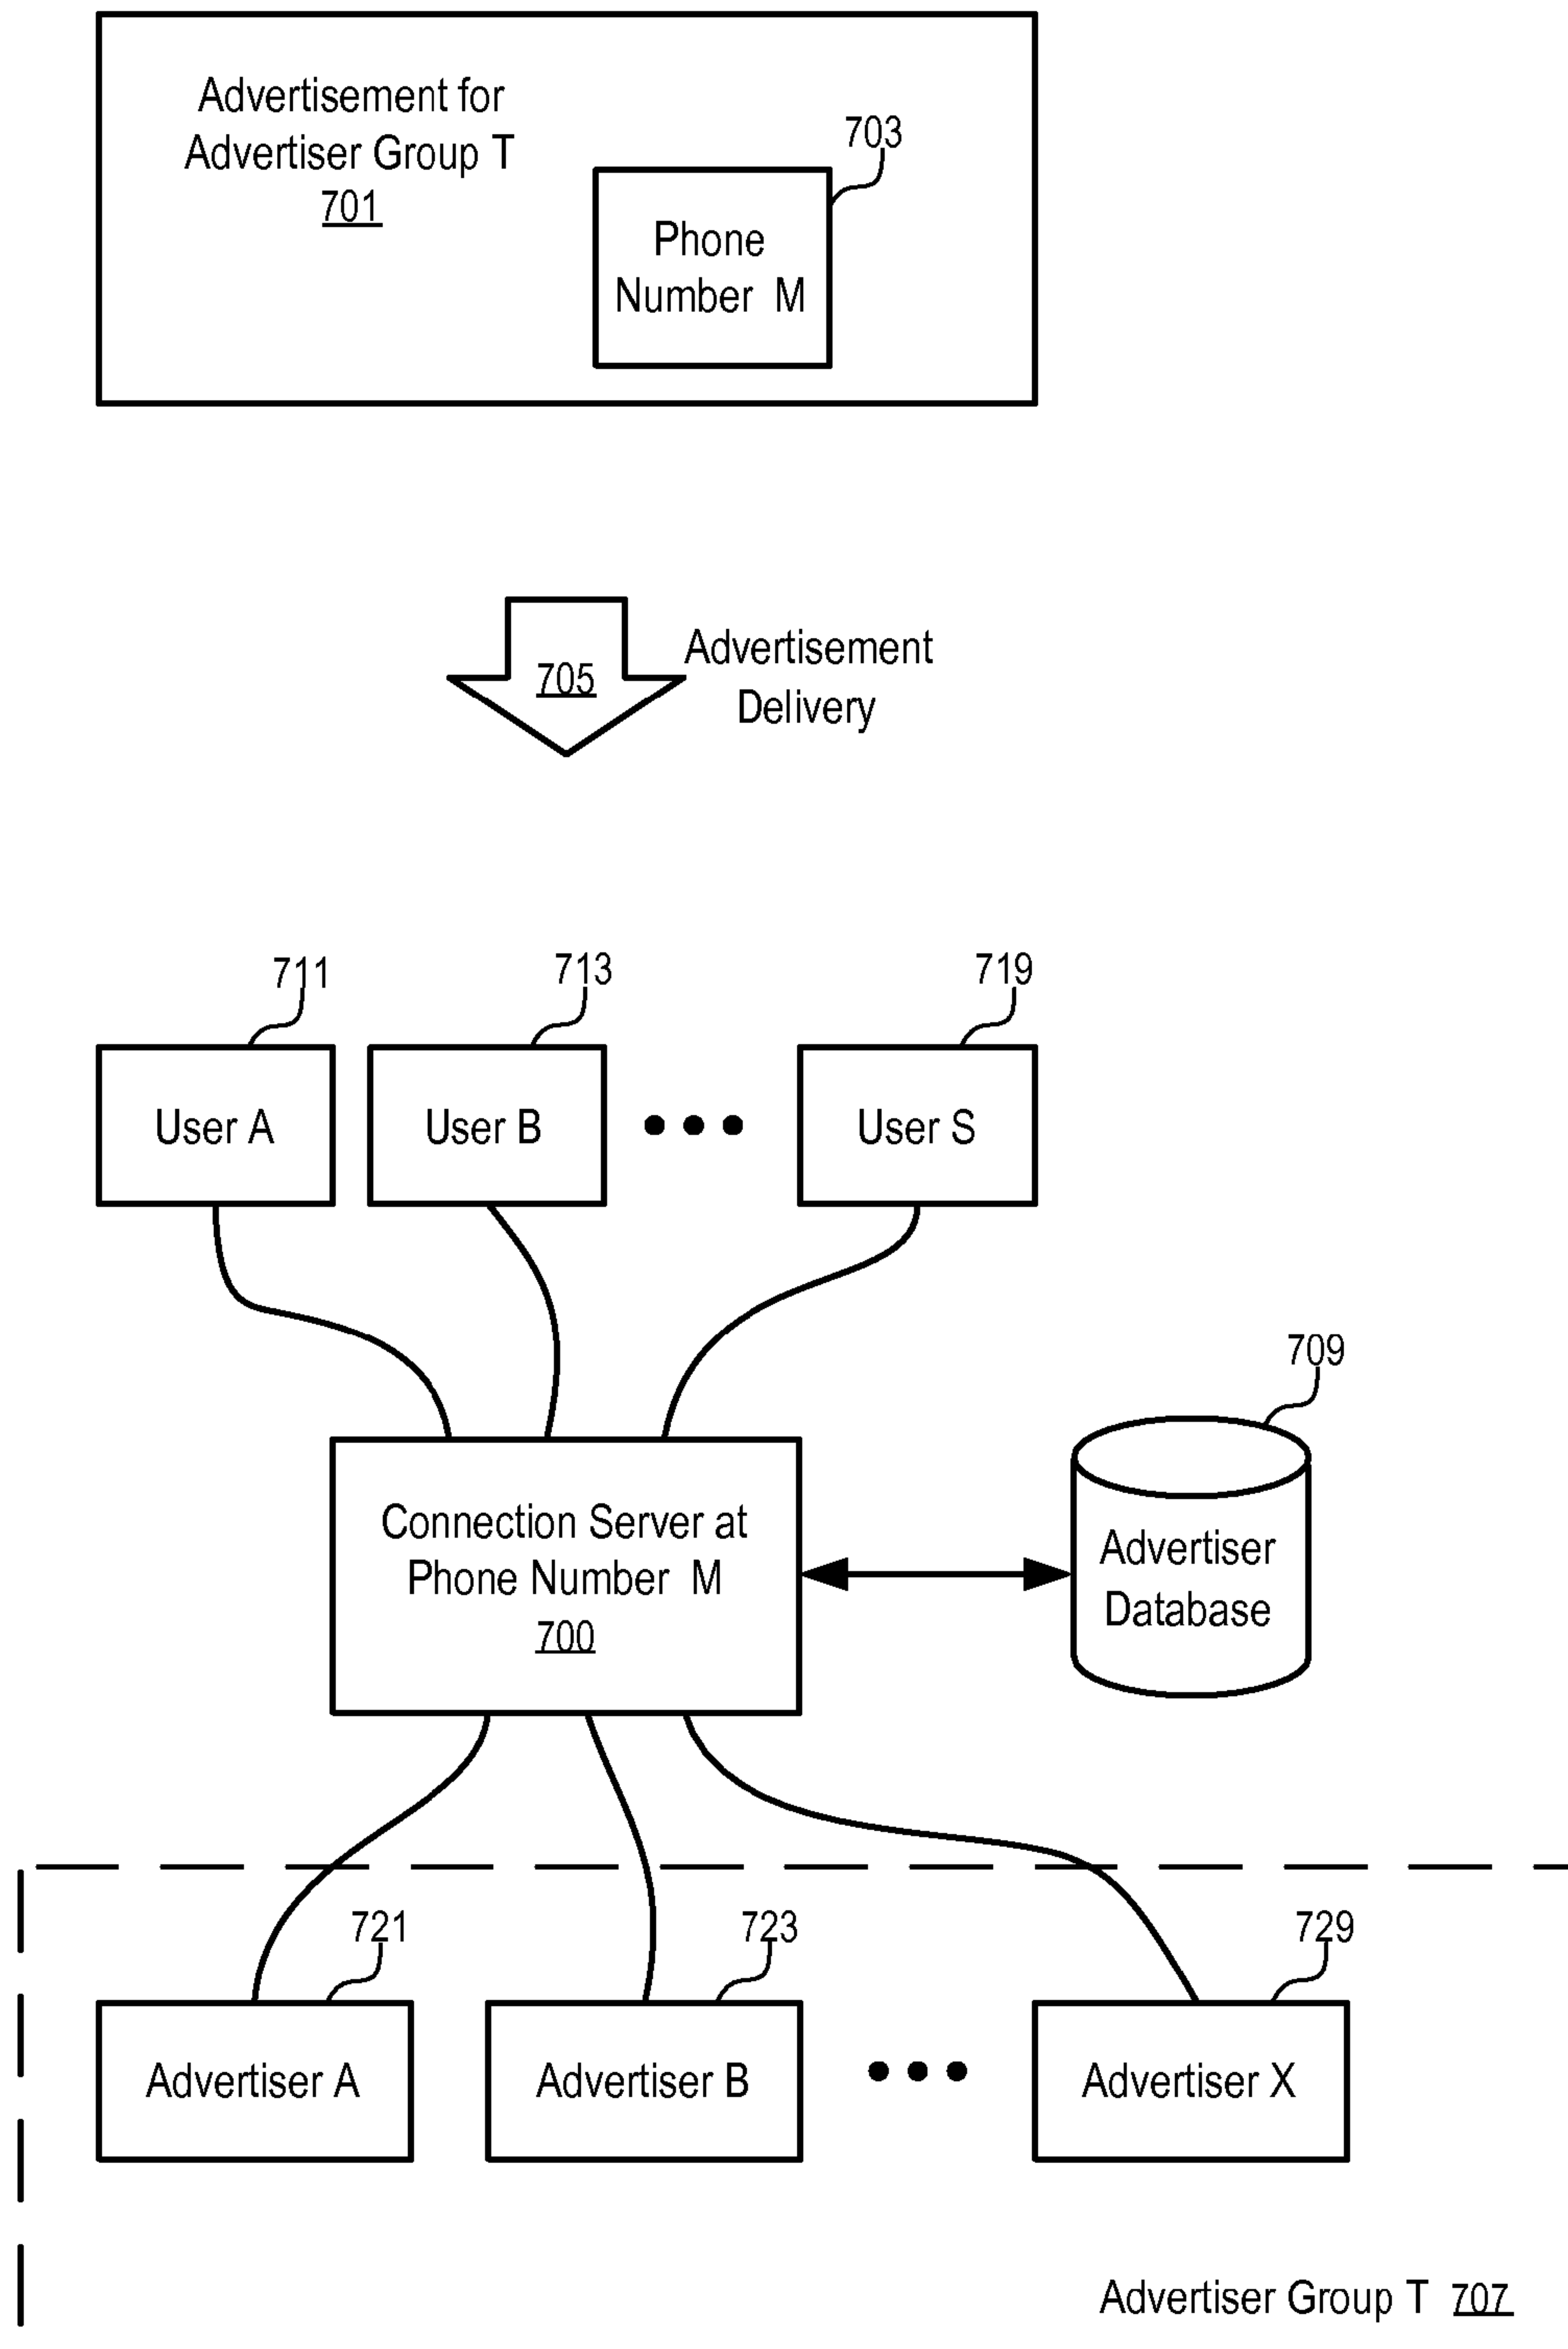 Advertisement for
Advertiser Group T
701
703
Phone
Number M
705
Advertisement
Delivery
711
713
719
User A
User B
User S
709
Connection Server at
Phone Number M
700
Advertiser
Database
721
723
729
Advertiser A
Advertiser B
Advertiser X
Advertiser Group T 707